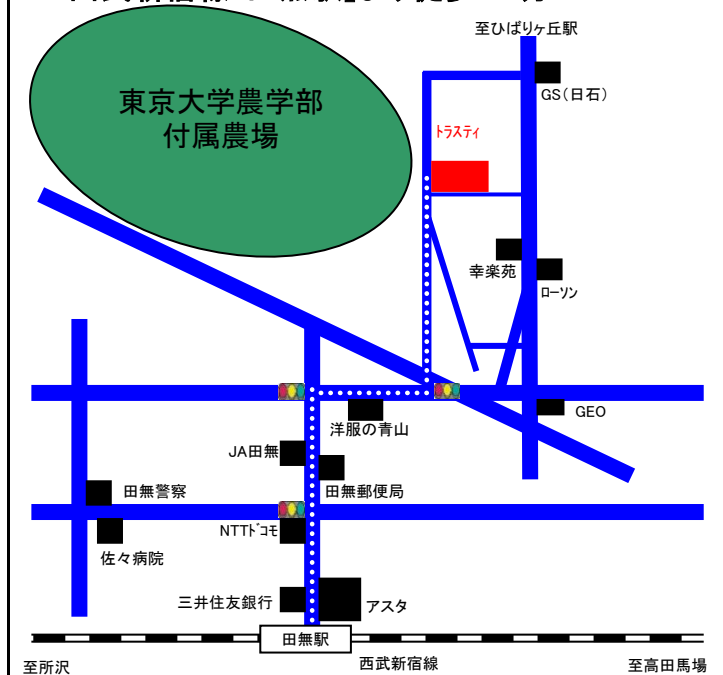 至ひばりヶ丘駅
東京大学農学部
付属農場
GS(日石)
トラスティ
幸楽苑
ローソン
GEO
洋服の青山
JA田無
田無警察
田無郵便局
NTTドコモ
佐々病院
三井住友銀行
アスタ
田無駅
至所沢
西武新宿線
至高田馬場